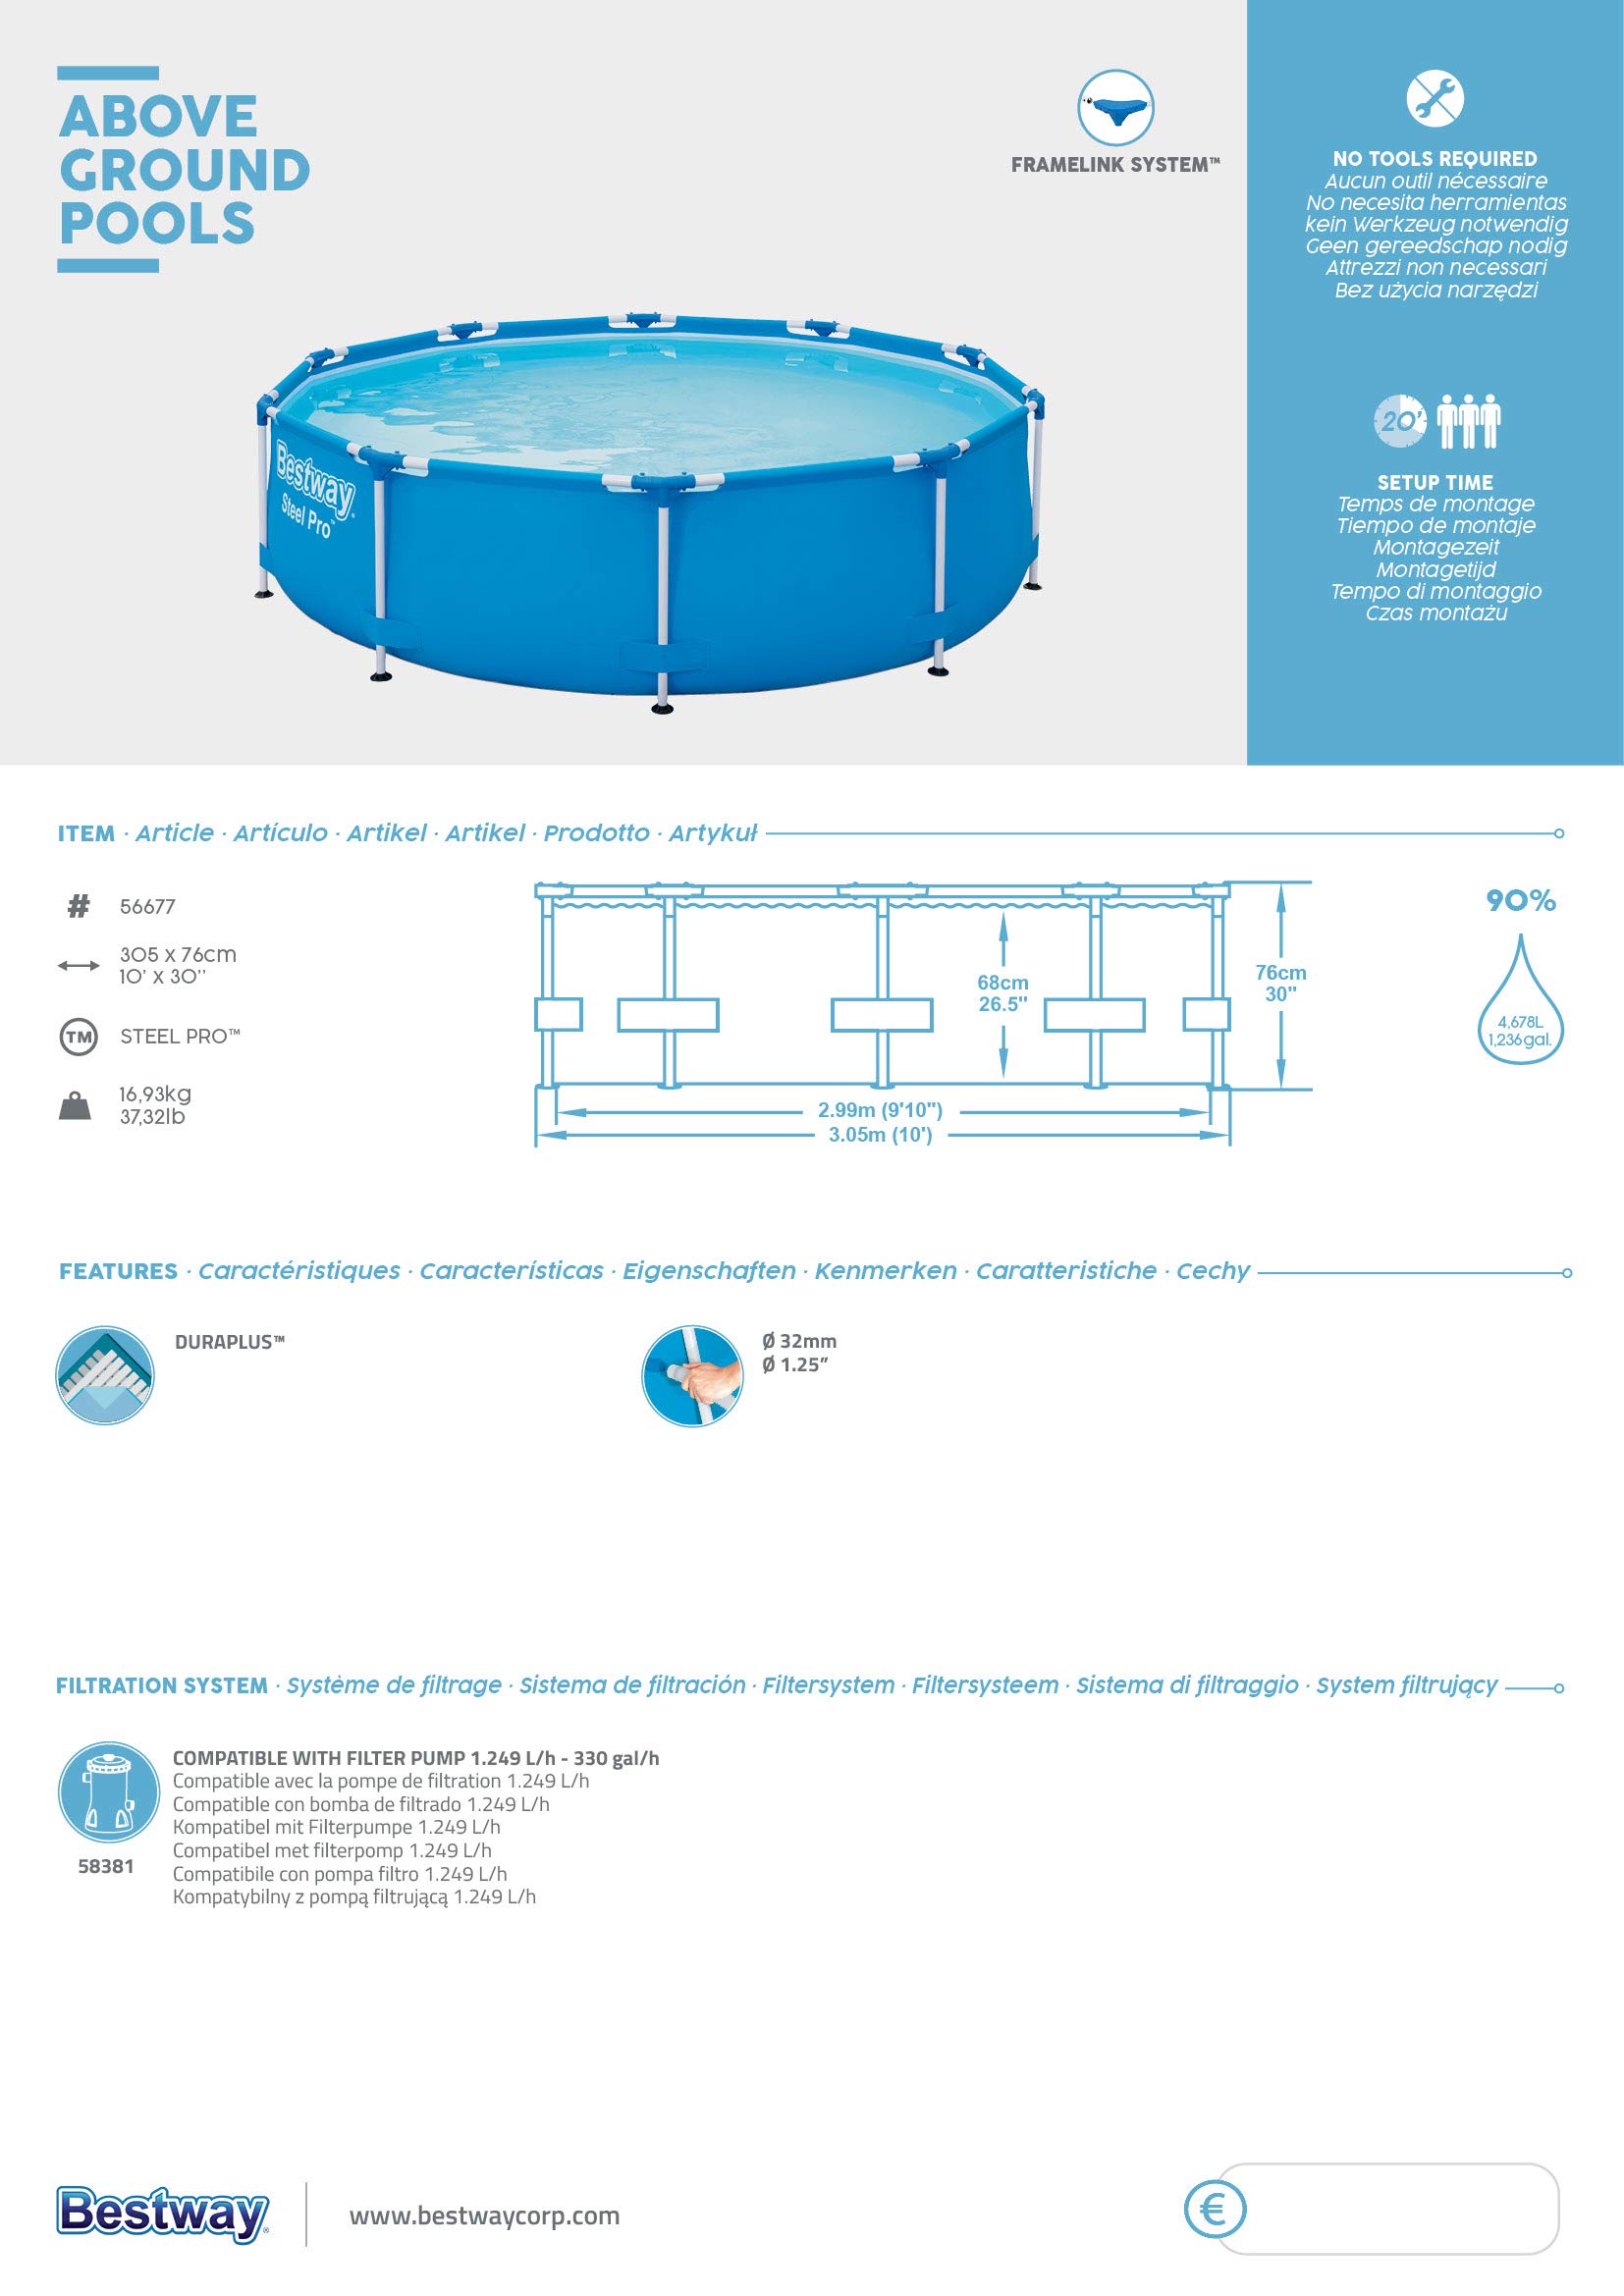 ABOVE
GROUND
POOLS
FRAMELINK SYSTEM™
NO TOOLS REQUIRED
Aucun outil nécessaire
No necesita herramientas
kein Werkzeug notwendig
Geen gereedschap nodig
Attrezzi non necessari
Bez użycia narzędzi
20'
SETUP TIME
Temps de montage
Tiempo de montaje
Montagezeit
Montagetijd
Tempo di montaggio
Czas montażu
Bestway®
Steel Pro™
ITEM · Article · Artículo · Artikel · Artikel · Prodotto · Artykuł
# 56677
305 x 76cm
10' x 30''
TM STEEL PRO™
16,93kg
37,32lb
68cm
26.5"
76cm
30"
2.99m (9'10")
3.05m (10')
90%
4,678L
1,236gal.
FEATURES · Caractéristiques · Características · Eigenschaften · Kenmerken · Caratteristiche · Cechy
DURAPLUS™
Ø 32mm
Ø 1.25”
FILTRATION SYSTEM · Système de filtrage · Sistema de filtración · Filtersystem · Filtersysteem · Sistema di filtraggio · System filtrujący
COMPATIBLE WITH FILTER PUMP 1.249 L/h - 330 gal/h
Compatible avec la pompe de filtration 1.249 L/h
Compatible con bomba de filtrado 1.249 L/h
Kompatibel mit Filterpumpe 1.249 L/h
Compatibel met filterpomp 1.249 L/h
Compatibile con pompa filtro 1.249 L/h
Kompatybilny z pompą filtrującą 1.249 L/h
58381
Bestway®
www.bestwaycorp.com
€